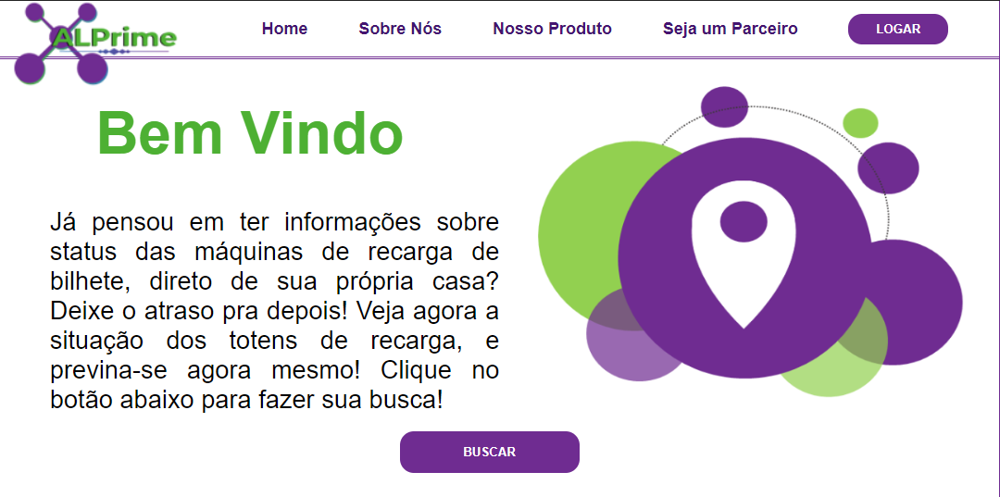 ALPrime
Home
Sobre Nós
Nosso Produto
Seja um Parceiro
LOGAR
Bem Vindo
Já pensou em ter informações sobre
status das máquinas de recarga de
bilhete, direto de sua própria casa?
Deixe o atraso pra depois! Veja agora a
situação dos totens de recarga, e
previna-se agora mesmo! Clique no
botão abaixo para fazer sua busca!
BUSCAR